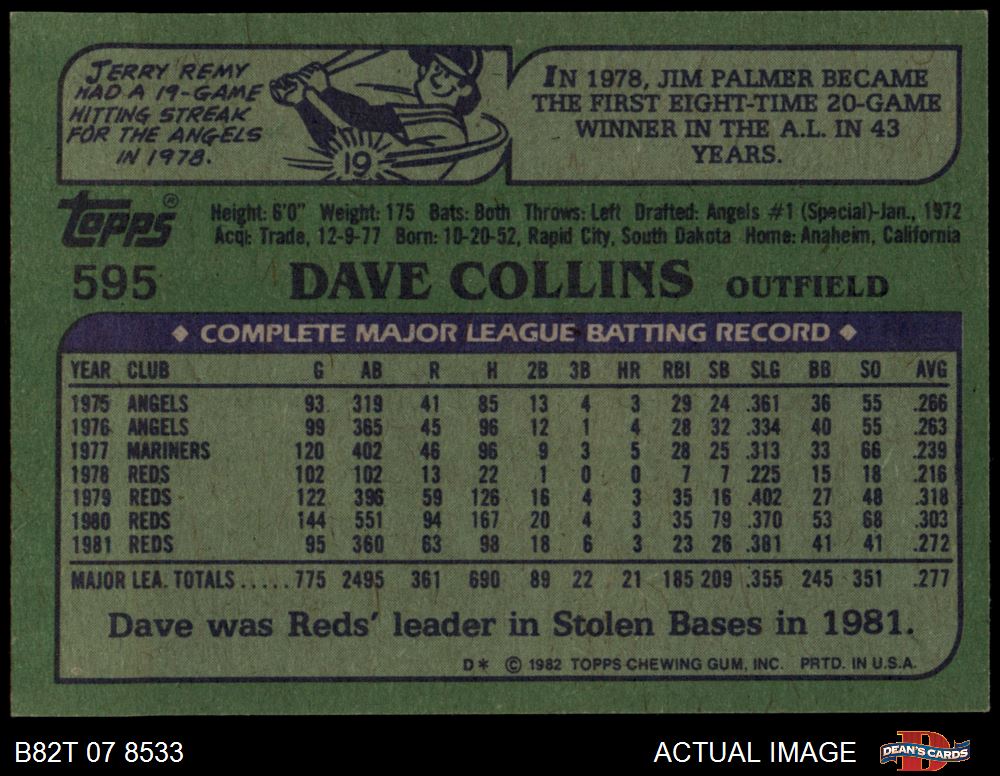 JERRY REMY
HAD A 19-GAME
HITTING STREAK
FOR THE ANGELS
IN 1978.
19
IN 1978, JIM PALMER BECAME
THE FIRST EIGHT-TIME 20-GAME
WINNER IN THE A.L. IN 43
YEARS.
Topps®
Height: 6'0" Weight: 175 Bats: Both Throws: Left Drafted: Angels #1 (Special)-Jan., 1972
Acq: Trade, 12-9-77 Born: 10-20-52, Rapid City, South Dakota Home: Anaheim, California
595 DAVE COLLINS OUTFIELD
◆ COMPLETE MAJOR LEAGUE BATTING RECORD ◆
YEAR CLUB G AB R H 2B 3B HR RBI SB SLG BB SO AVG
1975 ANGELS 93 319 41 85 13 4 3 29 24 .361 36 55 .266
1976 ANGELS 99 365 45 96 12 1 4 28 32 .334 40 55 .263
1977 MARINERS 120 402 46 96 9 3 5 28 25 .313 33 66 .239
1978 REDS 102 102 13 22 1 0 0 7 7 .225 15 18 .216
1979 REDS 122 396 59 126 16 4 3 35 16 .402 27 48 .318
1980 REDS 144 551 94 167 20 4 3 35 79 .370 53 68 .303
1981 REDS 95 360 63 98 18 6 3 23 26 .381 41 41 .272
MAJOR LEA. TOTALS.....775 2495 361 690 89 22 21 185 209 .355 245 351 .277
Dave was Reds' leader in Stolen Bases in 1981.
D* © 1982 TOPPS CHEWING GUM, INC. PRTD. IN U.S.A.
B82T 07 8533
ACTUAL IMAGE
D
DEAN'S CARDS